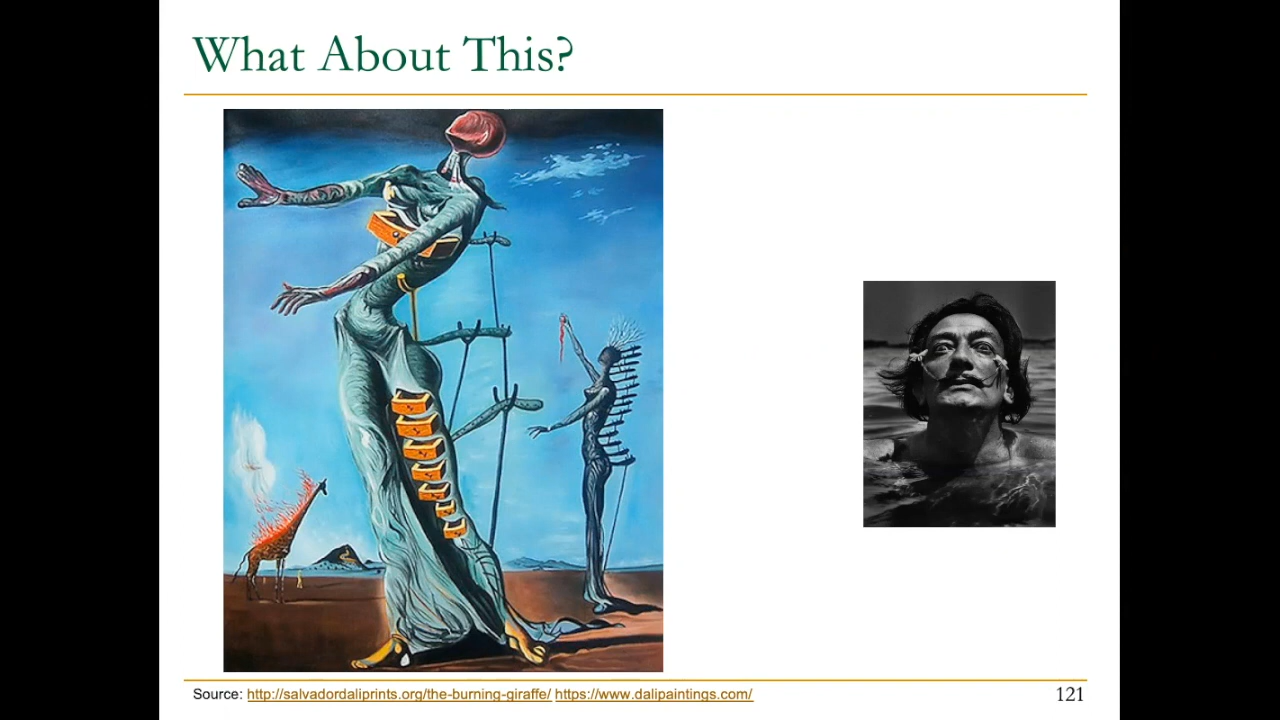 What About This?
Source: http://salvadordaliprints.org/the-burning-giraffe/ https://www.dalipaintings.com/
121